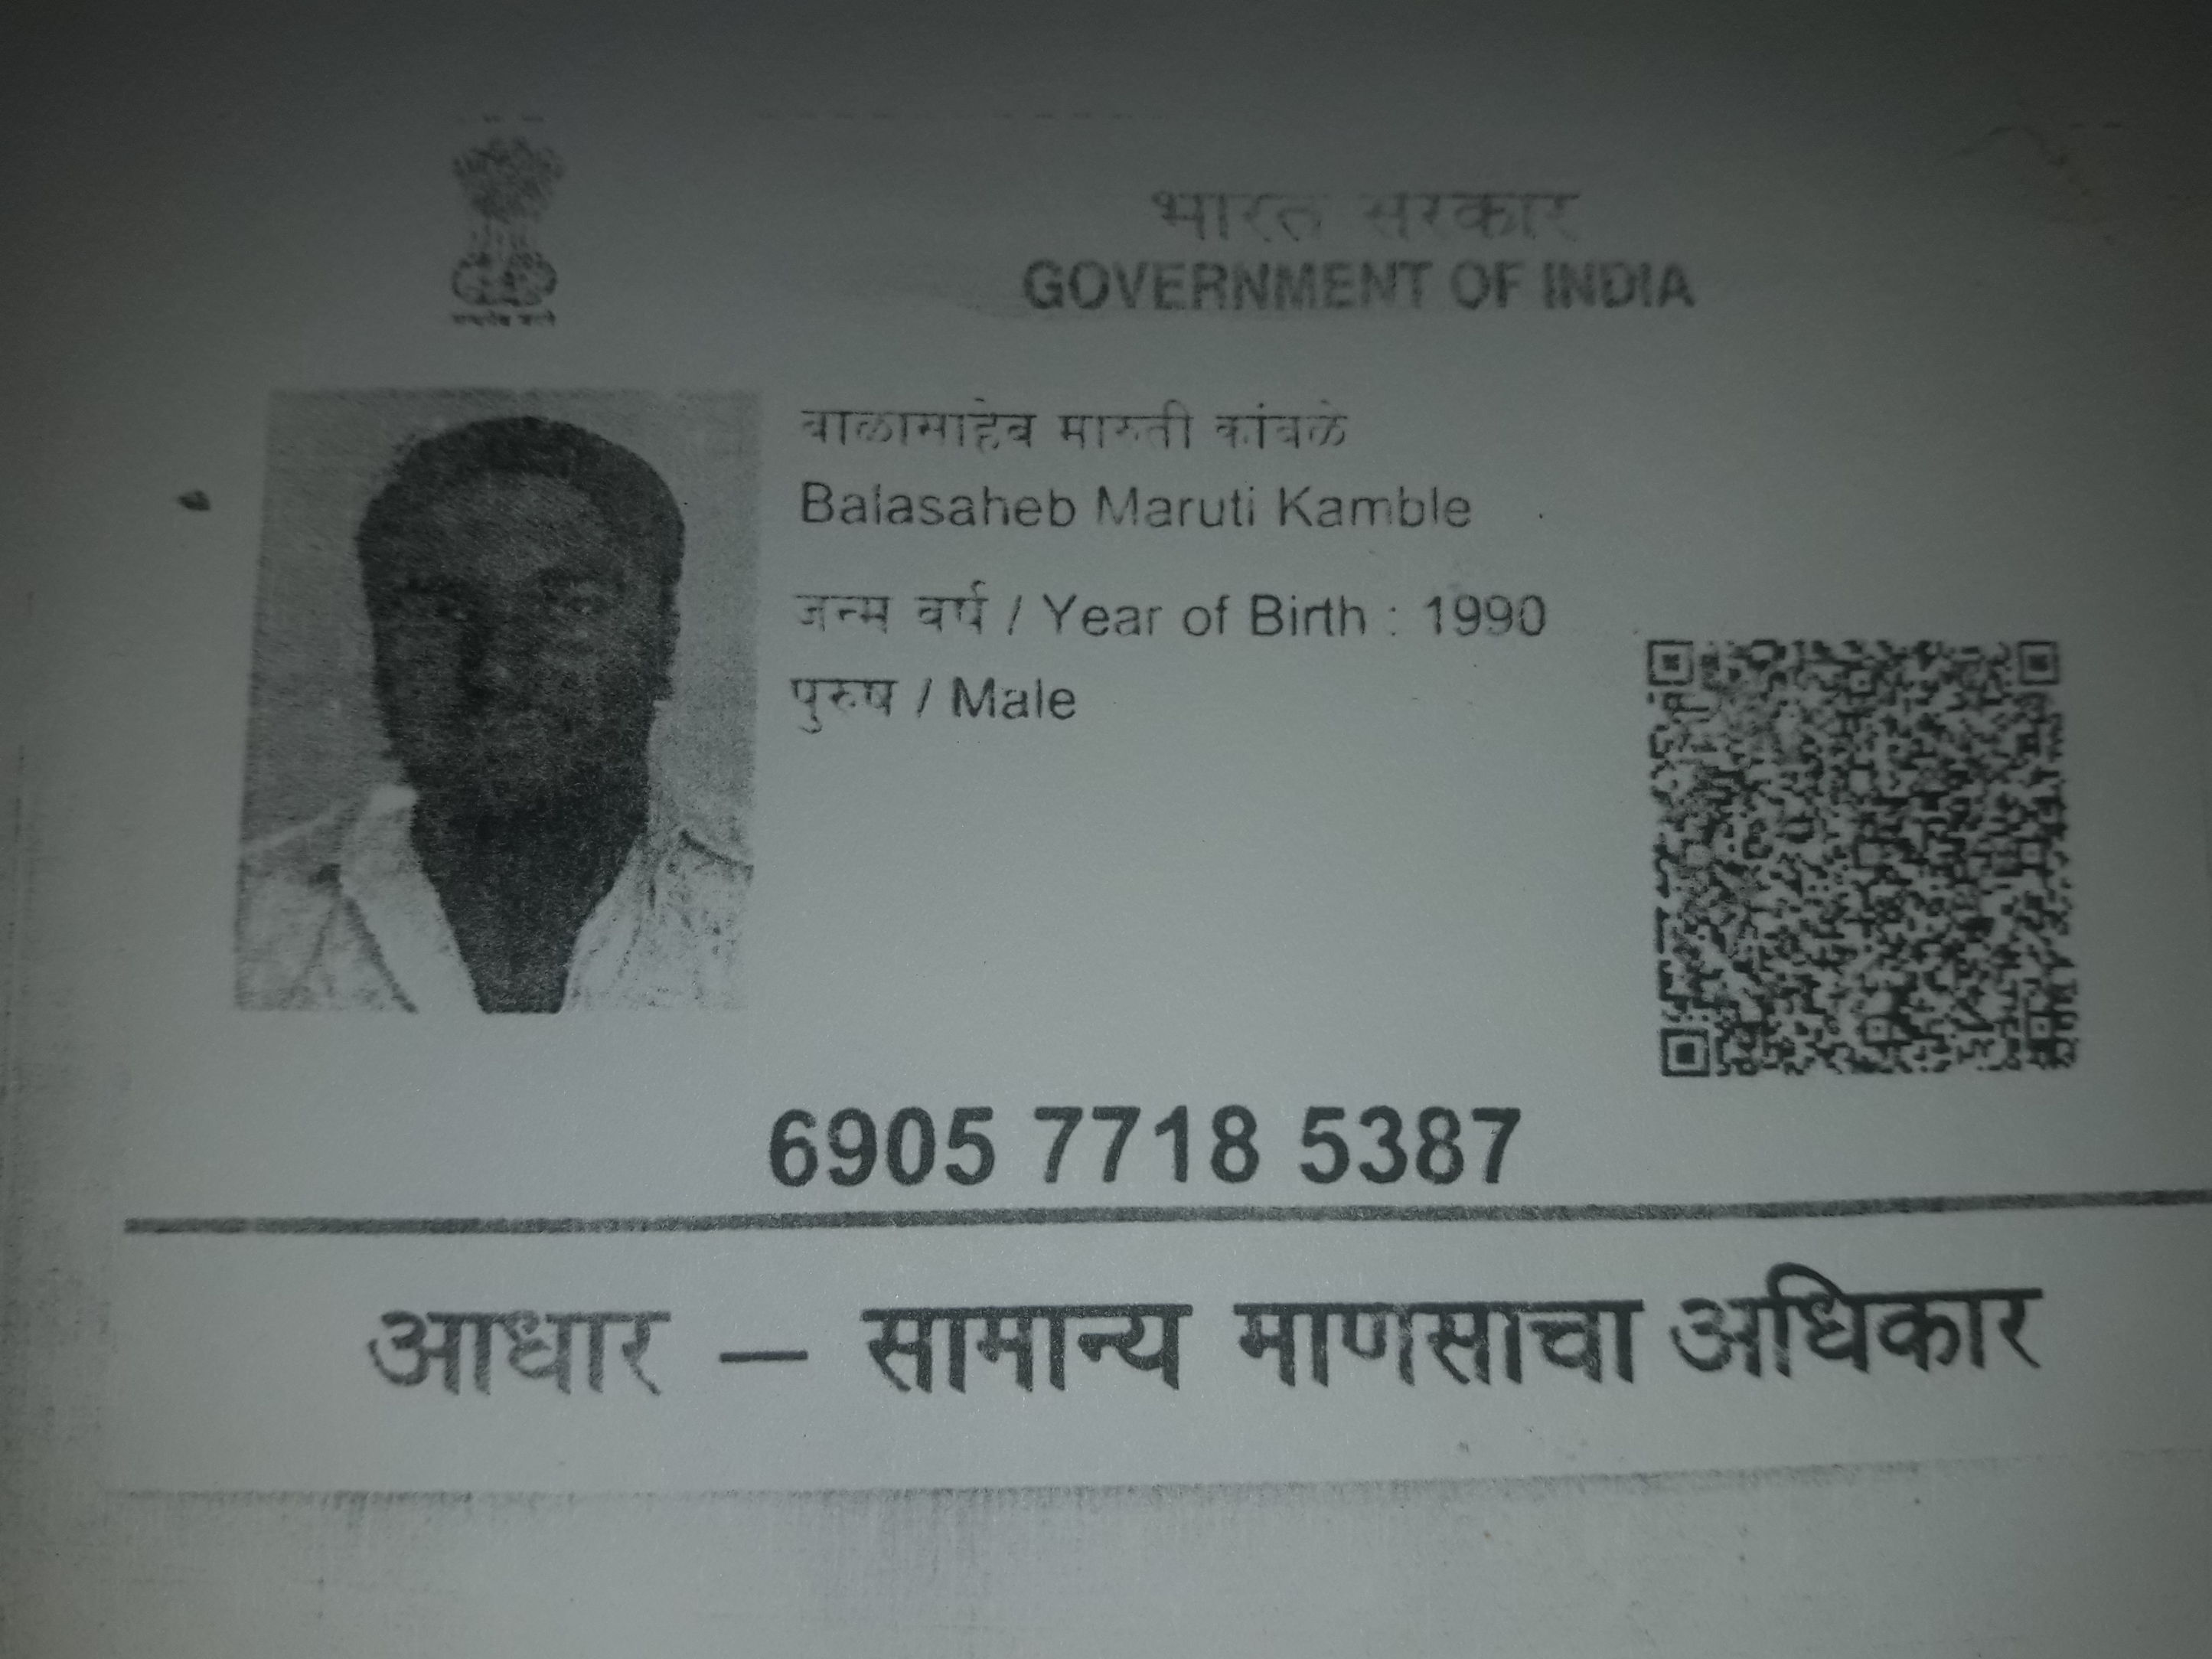 भारत सरकार
GOVERNMENT OF INDIA
बाळासाहेब मारुती कांबळे
Balasaheb Maruti Kamble
जन्म वर्ष / Year of Birth : 1990
पुरुष / Male
6905 7718 5387
आधार — सामान्य माणसाचा अधिकार